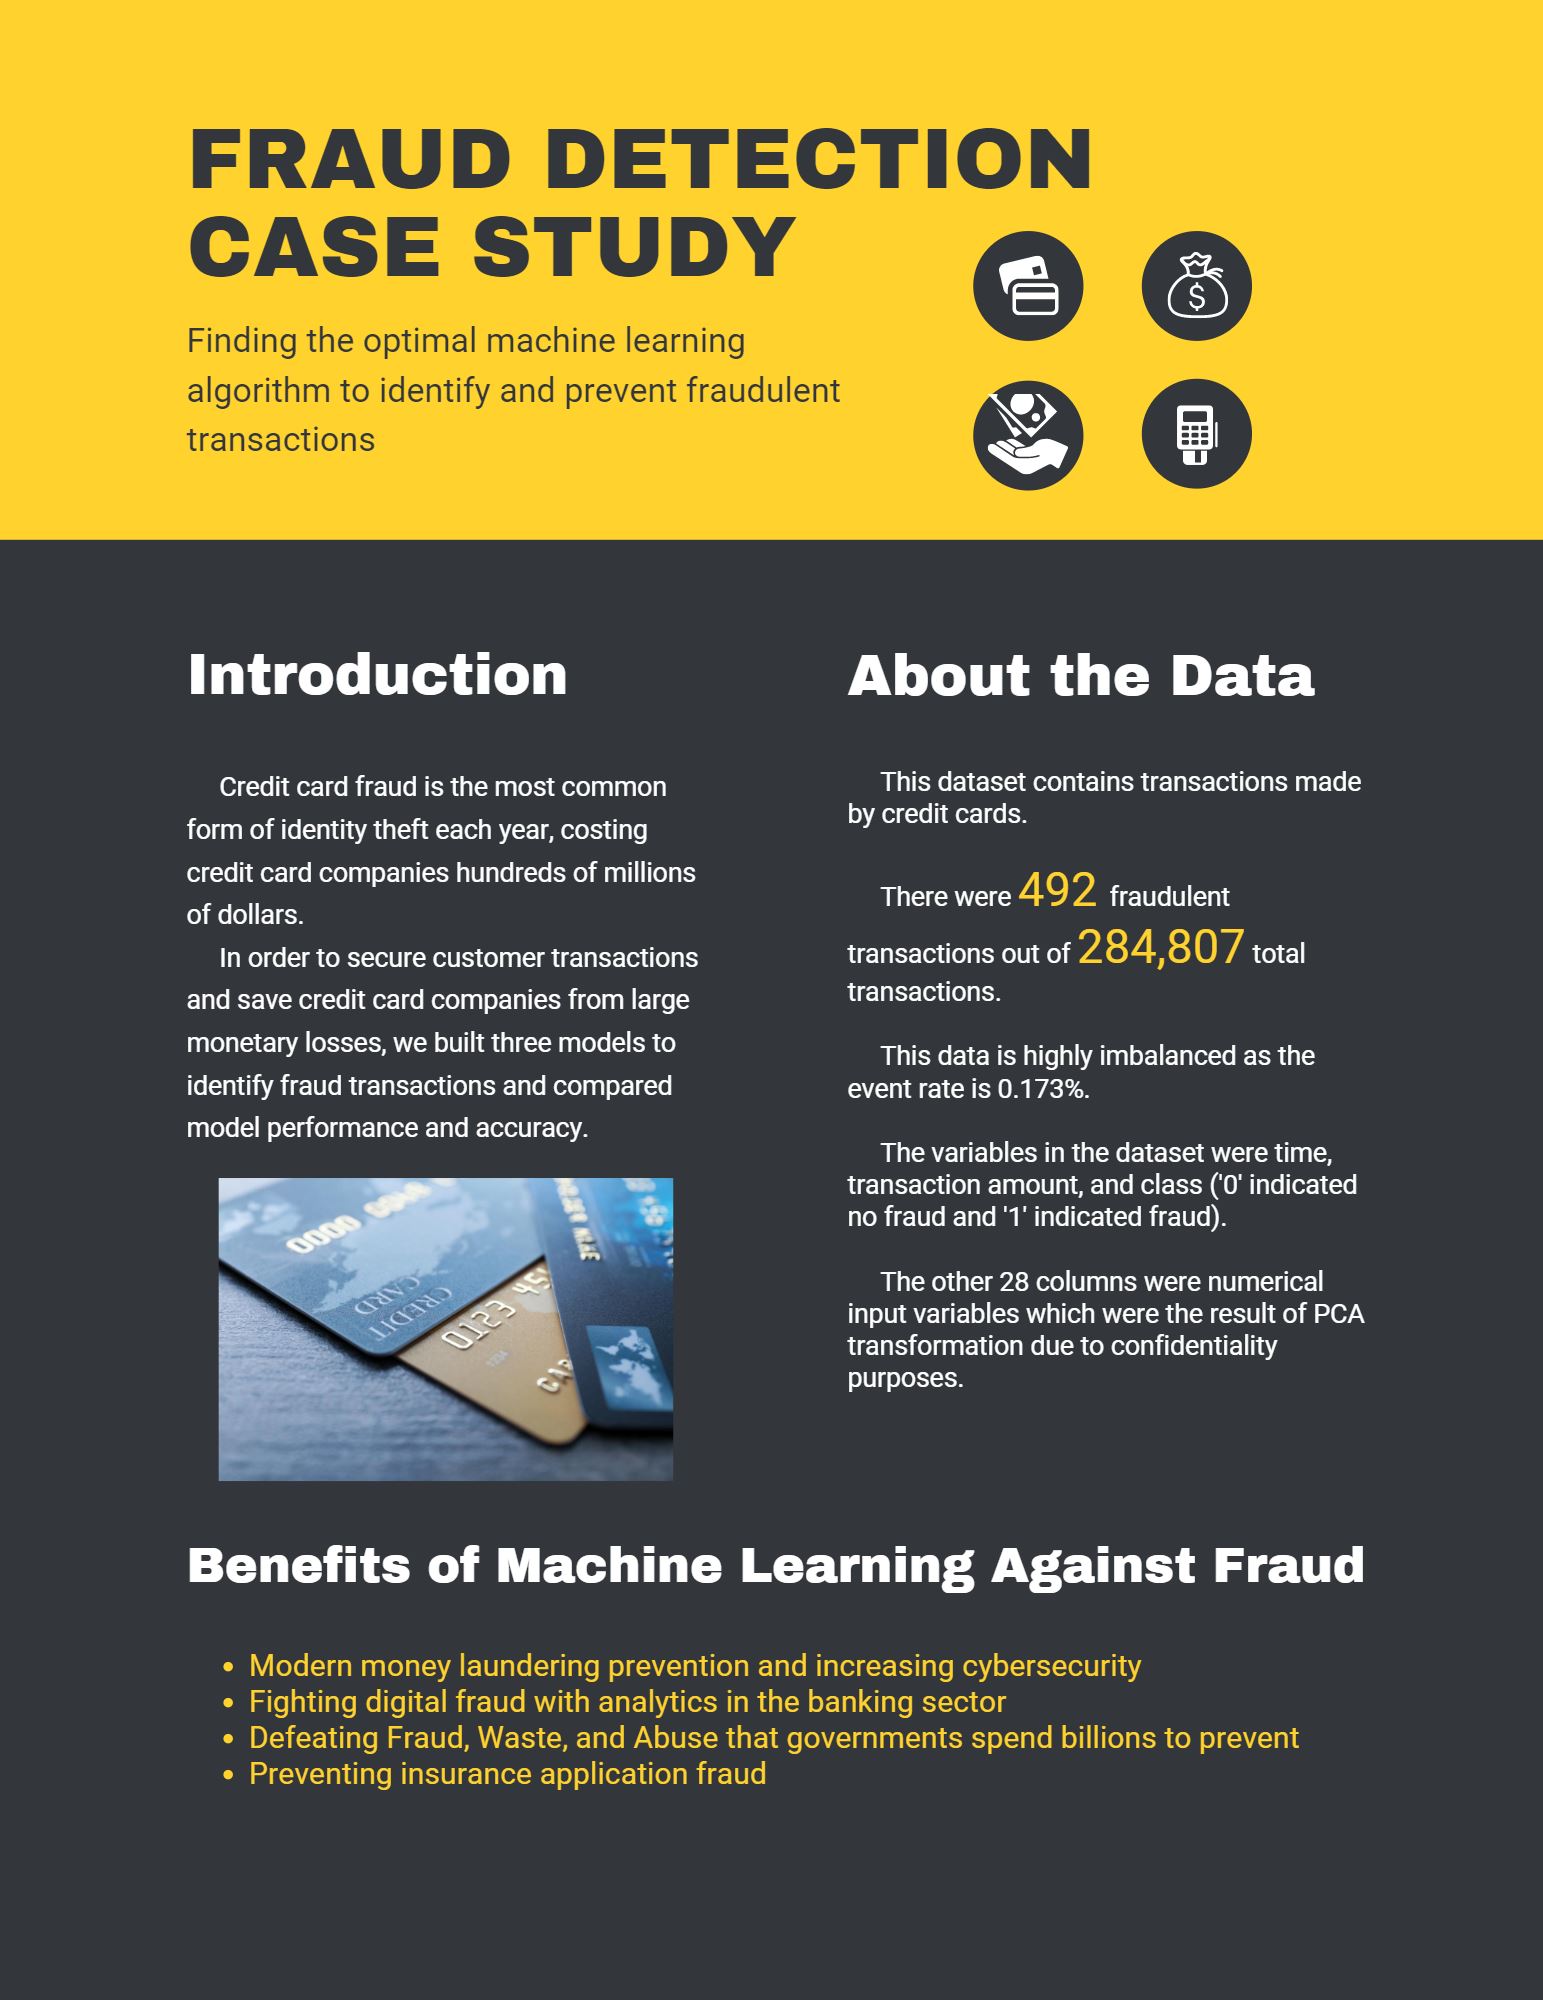 FRAUD DETECTION
CASE STUDY
Finding the optimal machine learning
algorithm to identify and prevent fraudulent
transactions
$
Introduction
Credit card fraud is the most common
form of identity theft each year, costing
credit card companies hundreds of millions
of dollars.
In order to secure customer transactions
and save credit card companies from large
monetary losses, we built three models to
identify fraud transactions and compared
model performance and accuracy.
0000
CREDIT
CARD
0123 45
About the Data
This dataset contains transactions made
by credit cards.
There were 492 fraudulent
transactions out of 284,807 total
transactions.
This data is highly imbalanced as the
event rate is 0.173%.
The variables in the dataset were time,
transaction amount, and class ('0' indicated
no fraud and '1' indicated fraud).
The other 28 columns were numerical
input variables which were the result of PCA
transformation due to confidentiality
purposes.
Benefits of Machine Learning Against Fraud
• Modern money laundering prevention and increasing cybersecurity
• Fighting digital fraud with analytics in the banking sector
• Defeating Fraud, Waste, and Abuse that governments spend billions to prevent
• Preventing insurance application fraud